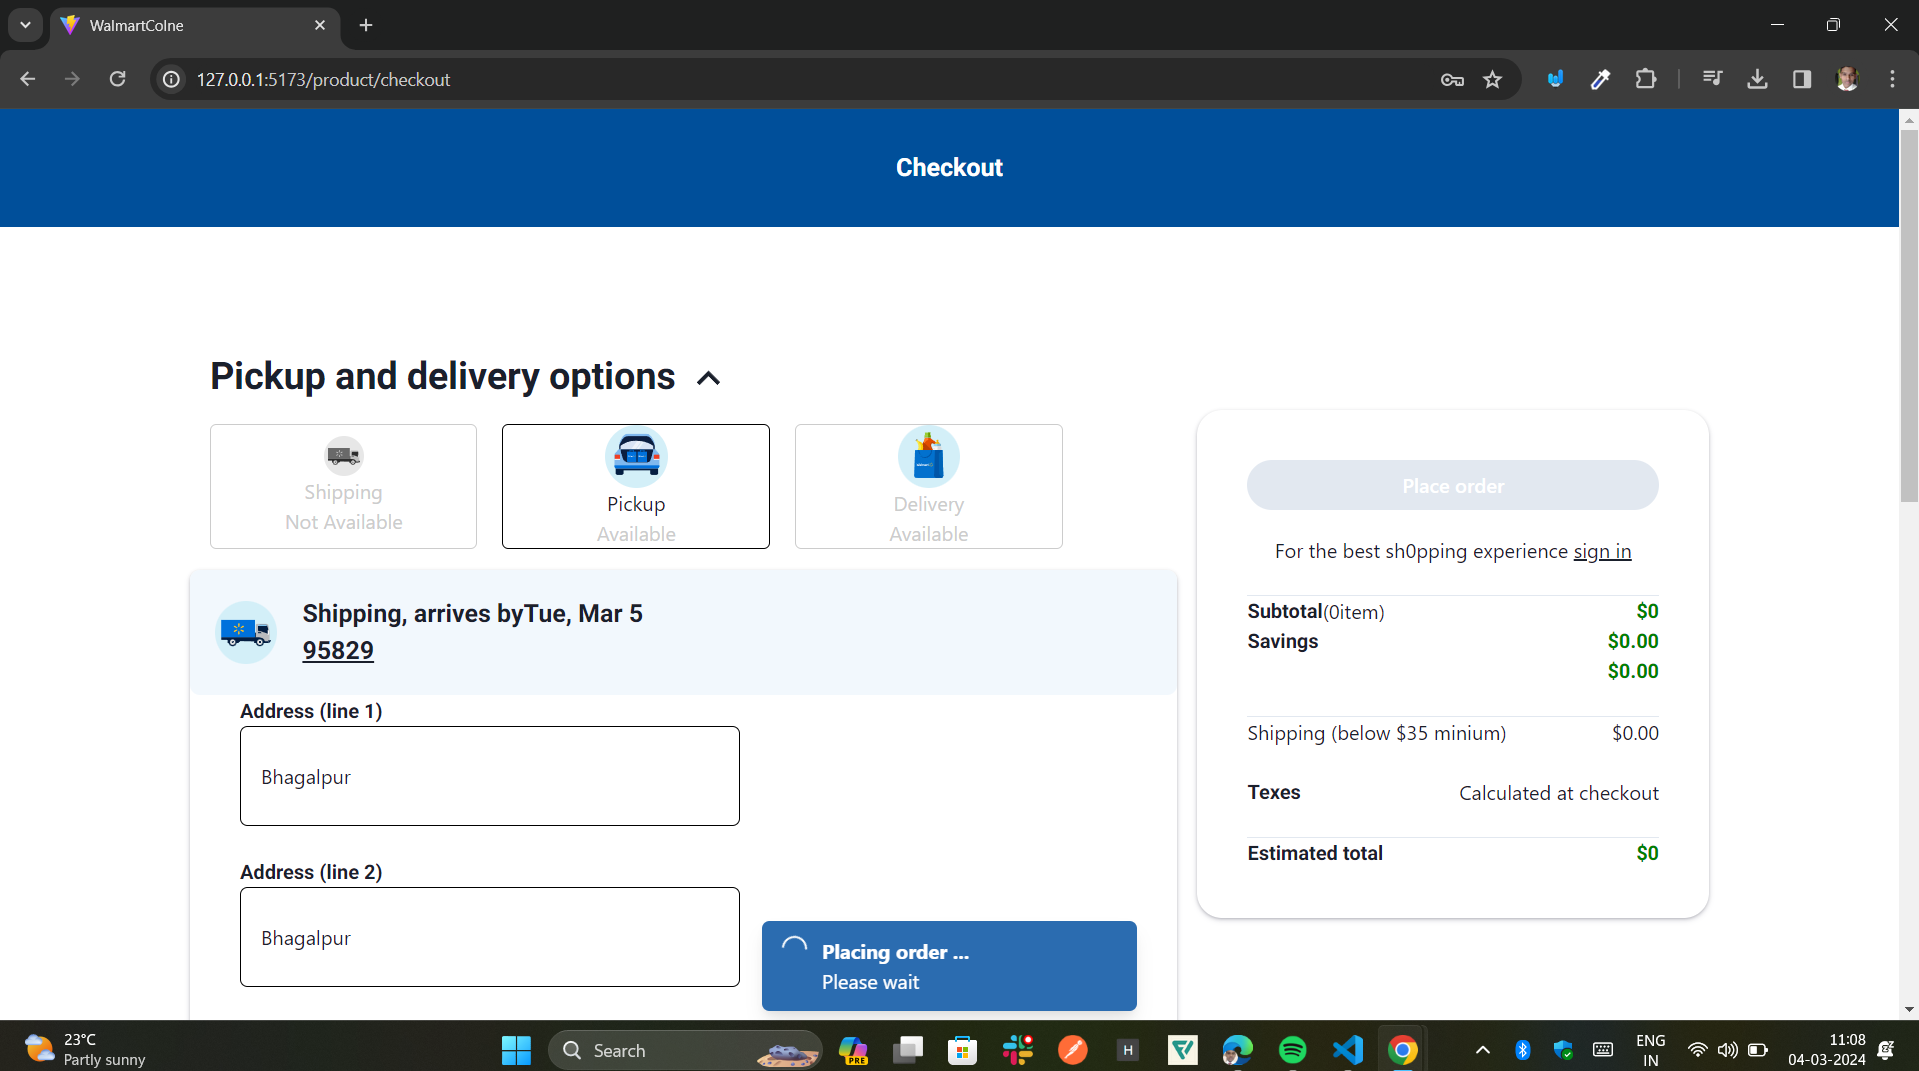 WalmartColne
127.0.0.1:5173/product/checkout
Checkout
Pickup and delivery options
Shipping
Not Available
Pickup
Available
Delivery
Available
Shipping, arrives byTue, Mar 5
95829
Address (line 1)
Bhagalpur
Address (line 2)
Bhagalpur
Place order
For the best sh0pping experience sign in
Subtotal(0item) $0
Savings $0.00
$0.00
Shipping (below $35 minium) $0.00
Texes Calculated at checkout
Estimated total $0
Placing order ...
Please wait
23°C
Partly sunny
Search
PRE
H
ENG
IN
11:08
04-03-2024